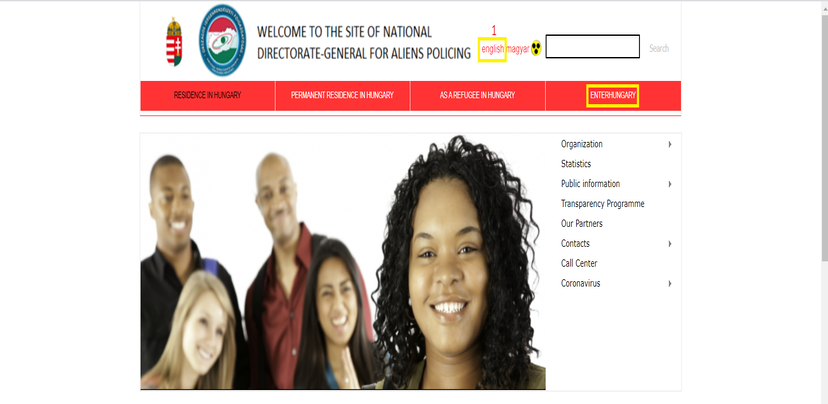 WELCOME TO THE SITE OF NATIONAL
DIRECTORATE-GENERAL FOR ALIENS POLICING
1
english magyar
Search
RESIDENCE IN HUNGARY
PERMANENT RESIDENCE IN HUNGARY
AS A REFUGEE IN HUNGARY
ENTERHUNGARY
Organization
Statistics
Public information
Transparency Programme
Our Partners
Contacts
Call Center
Coronavirus